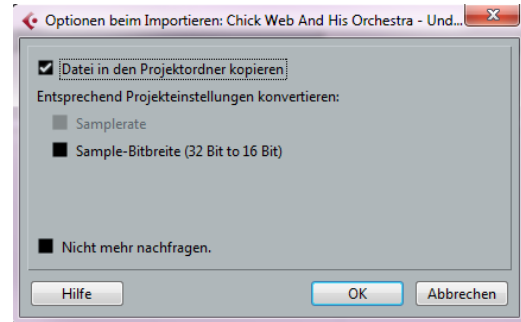 Optionen beim Importieren: Chick Web And His Orchestra - Und...
Datei in den Projektordner kopieren
Entsprechend Projekteinstellungen konvertieren:
Samplerate
Sample-Bitbreite (32 Bit to 16 Bit)
Nicht mehr nachfragen.
Hilfe OK Abbrechen